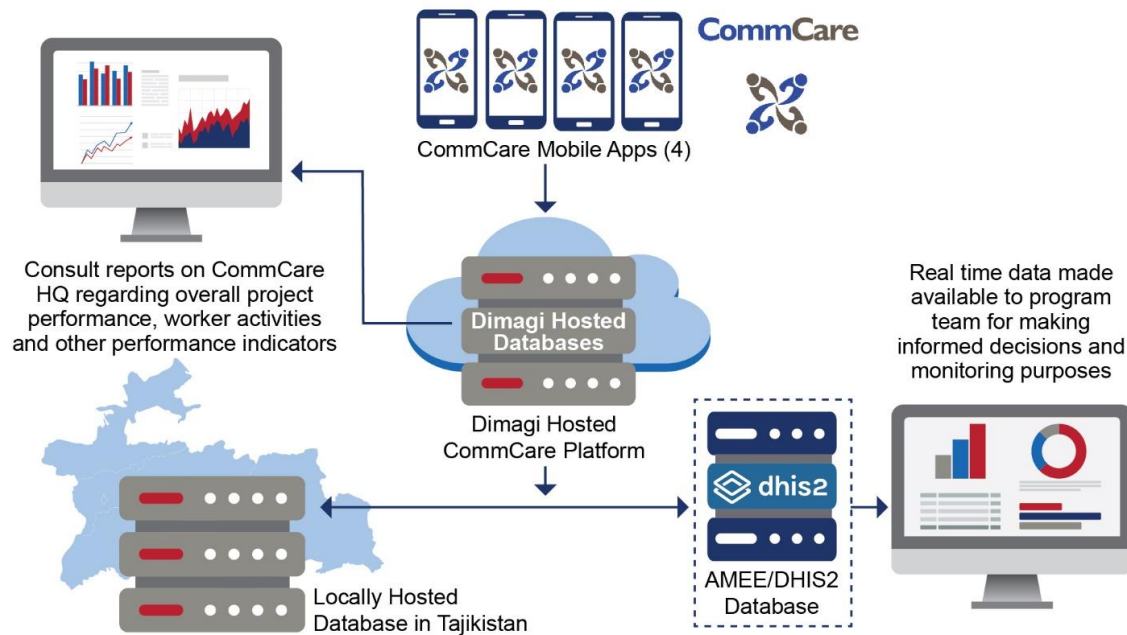 CommCare
CommCare Mobile Apps (4)
Consult reports on CommCare
HQ regarding overall project
performance, worker activities
and other performance indicators
Dimagi Hosted
Databases
Dimagi Hosted
CommCare Platform
Real time data made
available to program
team for making
informed decisions and
monitoring purposes
dhis2
AMEE/DHIS2
Database
Locally Hosted
Database in Tajikistan